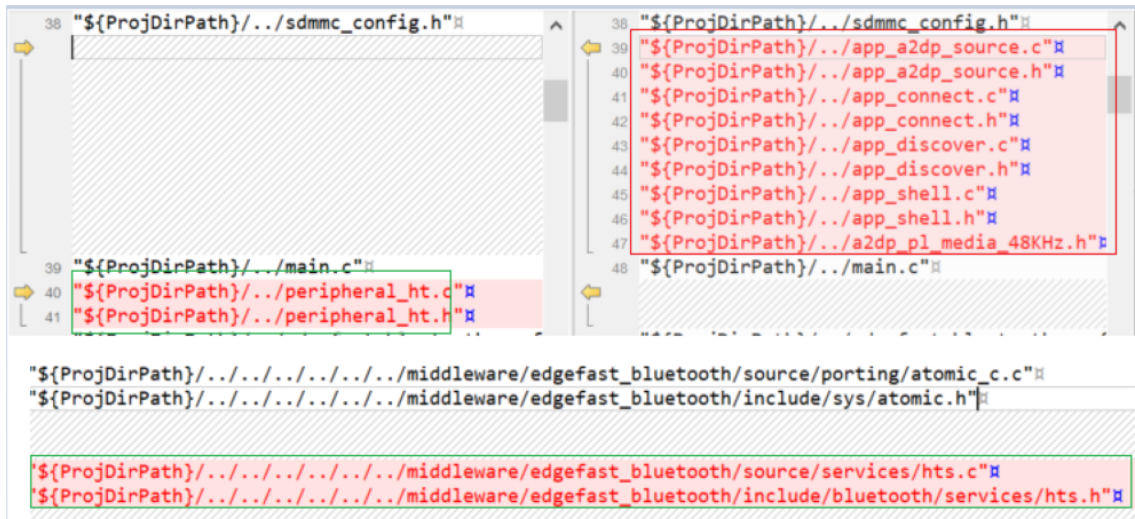 38 "${ProjDirPath}/../sdmmc_config.h"¤
39 "${ProjDirPath}/../main.c"¤
40 "${ProjDirPath}/../peripheral_ht.c"¤
41 "${ProjDirPath}/../peripheral_ht.h"¤
38 "${ProjDirPath}/../sdmmc_config.h"¤
39 "${ProjDirPath}/../app_a2dp_source.c"¤
40 "${ProjDirPath}/../app_a2dp_source.h"¤
41 "${ProjDirPath}/../app_connect.c"¤
42 "${ProjDirPath}/../app_connect.h"¤
43 "${ProjDirPath}/../app_discover.c"¤
44 "${ProjDirPath}/../app_discover.h"¤
45 "${ProjDirPath}/../app_shell.c"¤
46 "${ProjDirPath}/../app_shell.h"¤
47 "${ProjDirPath}/../a2dp_pl_media_48KHz.h"¤
48 "${ProjDirPath}/../main.c"¤
"${ProjDirPath}/../../../../../../middleware/edgefast_bluetooth/source/porting/atomic_c.c"¤
"${ProjDirPath}/../../../../../../middleware/edgefast_bluetooth/include/sys/atomic.h"¤
"${ProjDirPath}/../../../../../../middleware/edgefast_bluetooth/source/services/hts.c"¤
"${ProjDirPath}/../../../../../../middleware/edgefast_bluetooth/include/bluetooth/services/hts.h"¤